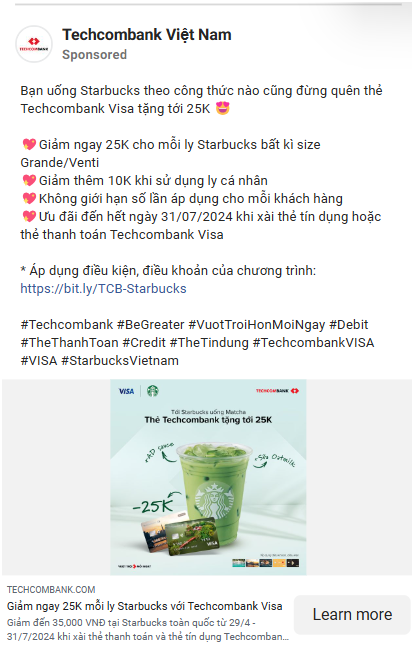 Techcombank Việt Nam
Sponsored
Bạn uống Starbucks theo công thức nào cũng đừng quên thẻ
Techcombank Visa tặng tới 25K 😍
💖Giảm ngay 25K cho mỗi ly Starbucks bất kì size
Grande/Venti
💖Giảm thêm 10K khi sử dụng ly cá nhân
💖Không giới hạn số lần áp dụng cho mỗi khách hàng
💖Ưu đãi đến hết ngày 31/07/2024 khi xài thẻ tín dụng hoặc
thẻ thanh toán Techcombank Visa
* Áp dụng điều kiện, điều khoản của chương trình:
https://bit.ly/TCB-Starbucks
#Techcombank #BeGreater #VuotTroiHonMoiNgay #Debit
#TheThanhToan #Credit #TheTindung #TechcombankVISA
#VISA #StarbucksVietnam
VISA
TECHCOMBANK
Tới Starbucks uống Matcha
Thẻ Techcombank tặng tới 25K
-25K
VISA
TECHCOMBANK.COM
Giảm ngay 25K mỗi ly Starbucks với Techcombank Visa
Giảm đến 35,000 VNĐ tại Starbucks toàn quốc từ 29/4 -
31/7/2024 khi xài thẻ thanh toán và thẻ tín dụng Techcomban...
Learn more